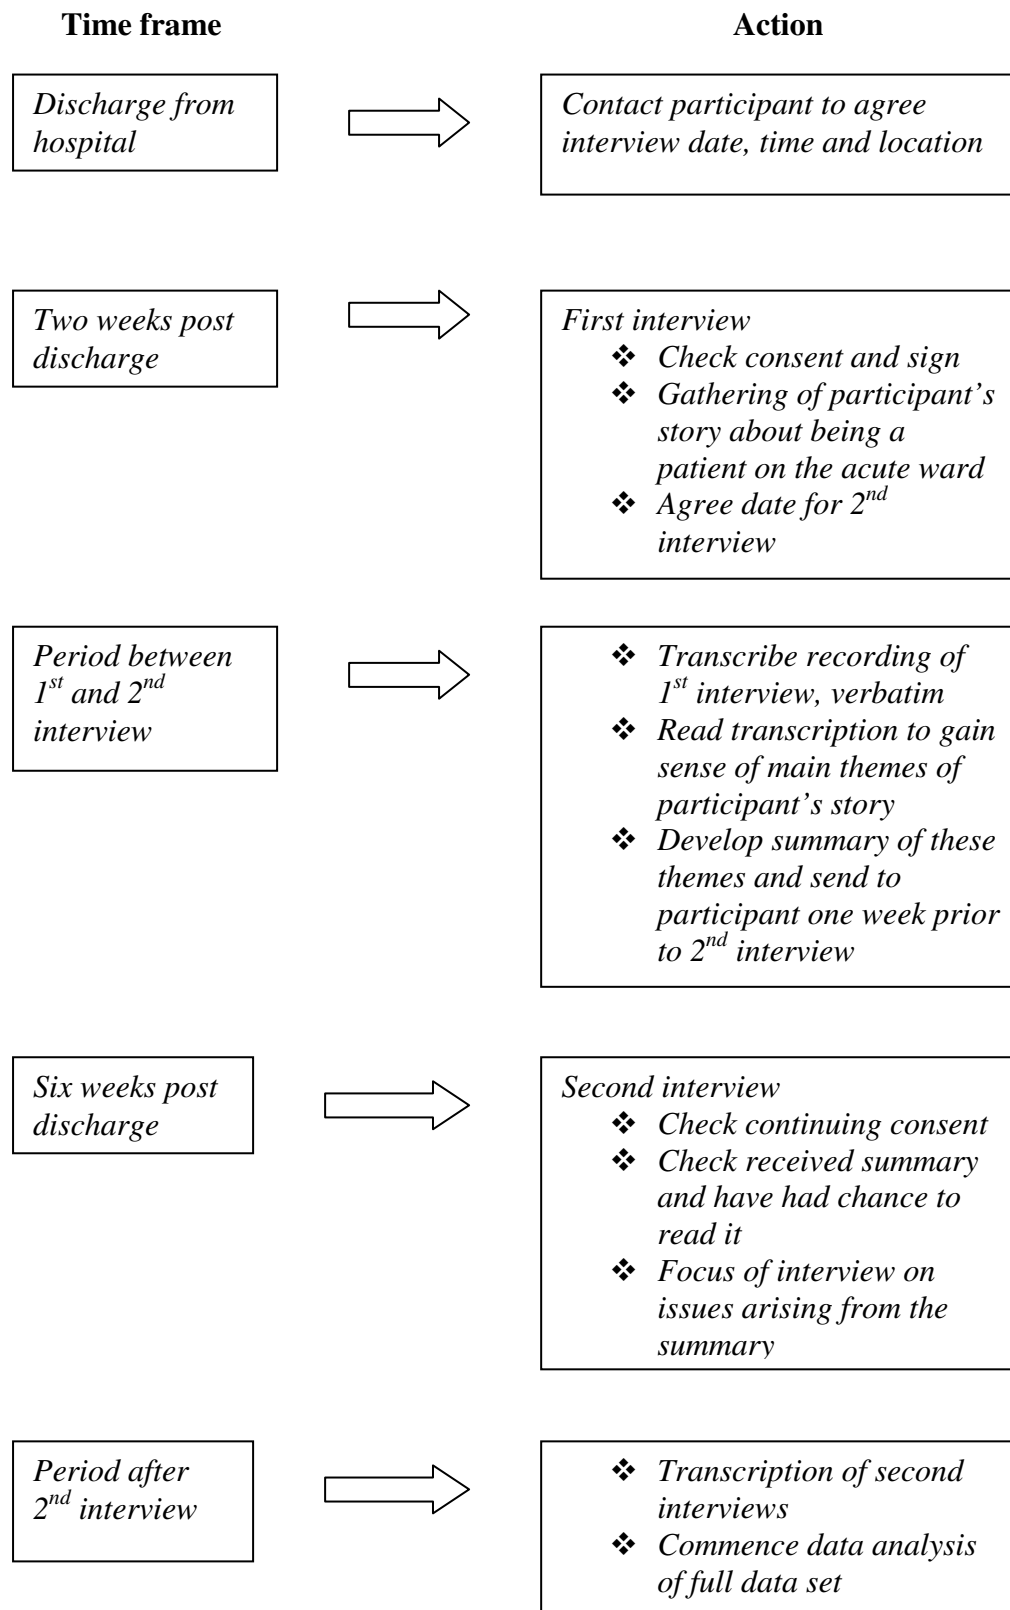 Time frame
Action
Discharge from
hospital
Contact participant to agree
interview date, time and location
Two weeks post
discharge
First interview
❖ Check consent and sign
❖ Gathering of participant’s
story about being a
patient on the acute ward
❖ Agree date for 2nd
interview
Period between
1st and 2nd
interview
❖ Transcribe recording of
1st interview, verbatim
❖ Read transcription to gain
sense of main themes of
participant’s story
❖ Develop summary of these
themes and send to
participant one week prior
to 2nd interview
Six weeks post
discharge
Second interview
❖ Check continuing consent
❖ Check received summary
and have had chance to
read it
❖ Focus of interview on
issues arising from the
summary
Period after
2nd interview
❖ Transcription of second
interviews
❖ Commence data analysis
of full data set